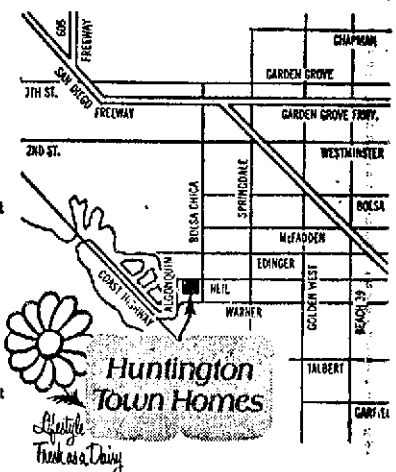 605
FREEWAY
CHAPMAN
SAN DIEGO
FREEWAY
GARDEN GROVE
7TH ST.
GARDEN GROVE FRWY.
2ND ST.
WESTMINSTER
BOLSA CHICA
SPRINGDALE
BOLSA
McFADDEN
EDINGER
COAST HIGHWAY
ALGONQUIN
HEIL
WARNER
GOLDEN WEST
BEACH 39
TALBERT
Huntington
Town Homes
Lifestyle
Fresh as a Daisy